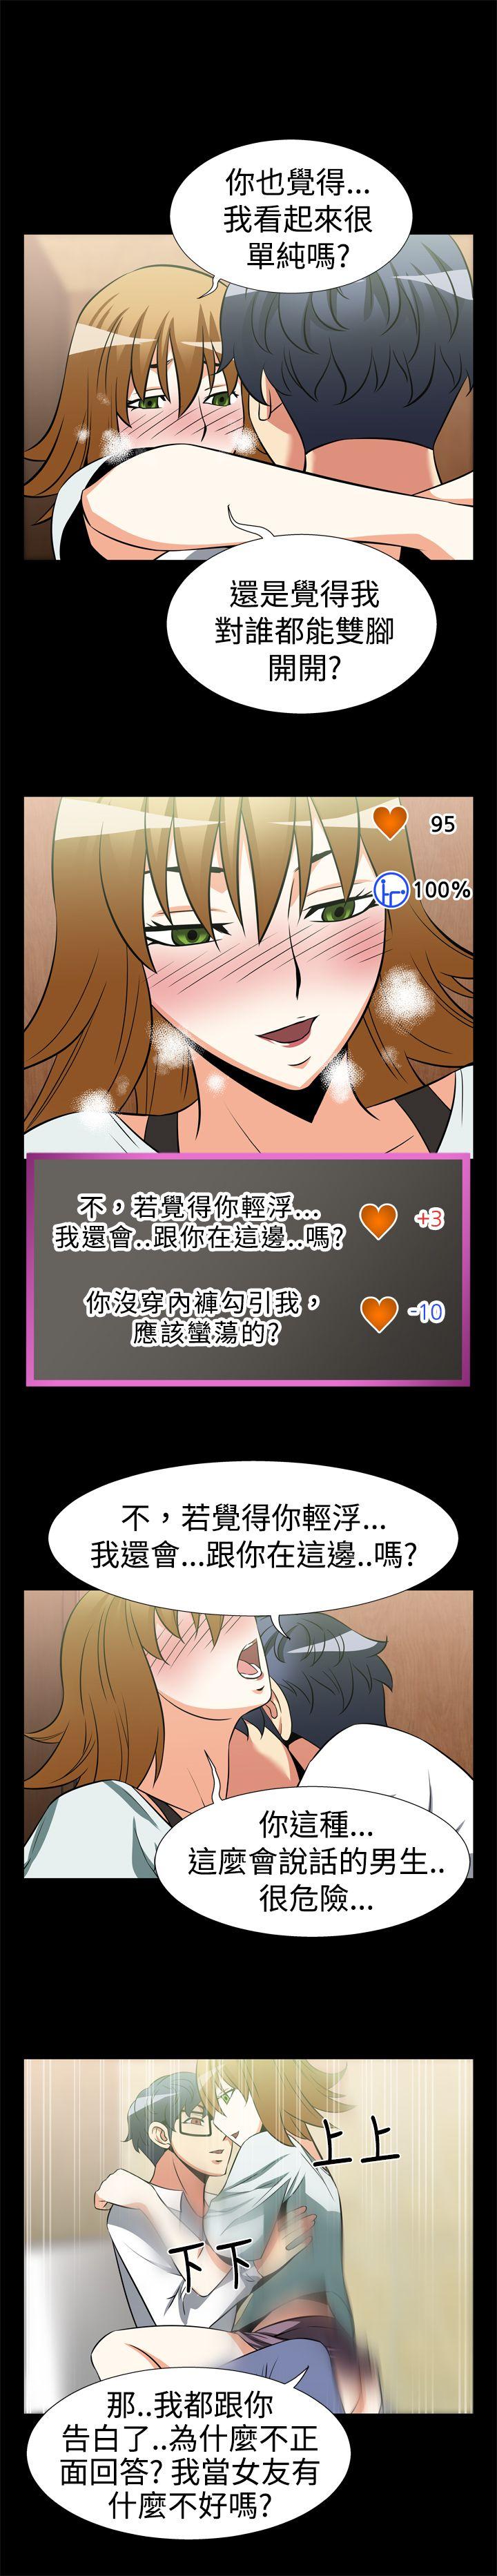 你也覺得...
我看起來很
單純嗎?
還是覺得我
對誰都能雙腳
開開?
95
100%
不，若覺得你輕浮...
我還會..跟你在這邊..嗎?
+3
你沒穿內褲勾引我，
應該蠻蕩的?
-10
不，若覺得你輕浮...
我還會...跟你在這邊..嗎?
你這種...
這麼會說話的男生..
很危險...
上上
下下
那..我都跟你
告白了..為什麼不正
面回答? 我當女友有
什麼不好嗎?